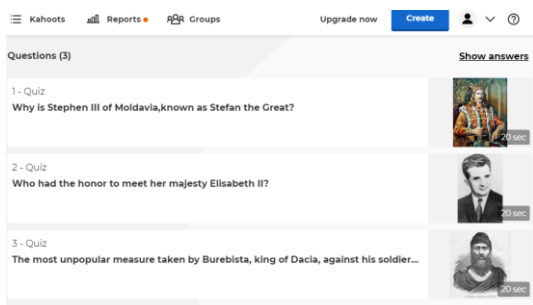 Kahoots Reports Groups Upgrade now Create
Questions (3) Show answers
1 - Quiz
Why is Stephen III of Moldavia,known as Stefan the Great?
20 sec
2 - Quiz
Who had the honor to meet her majesty Elisabeth II?
20 sec
3 - Quiz
The most unpopular measure taken by Burebista, king of Dacia, against his soldier...
20 sec